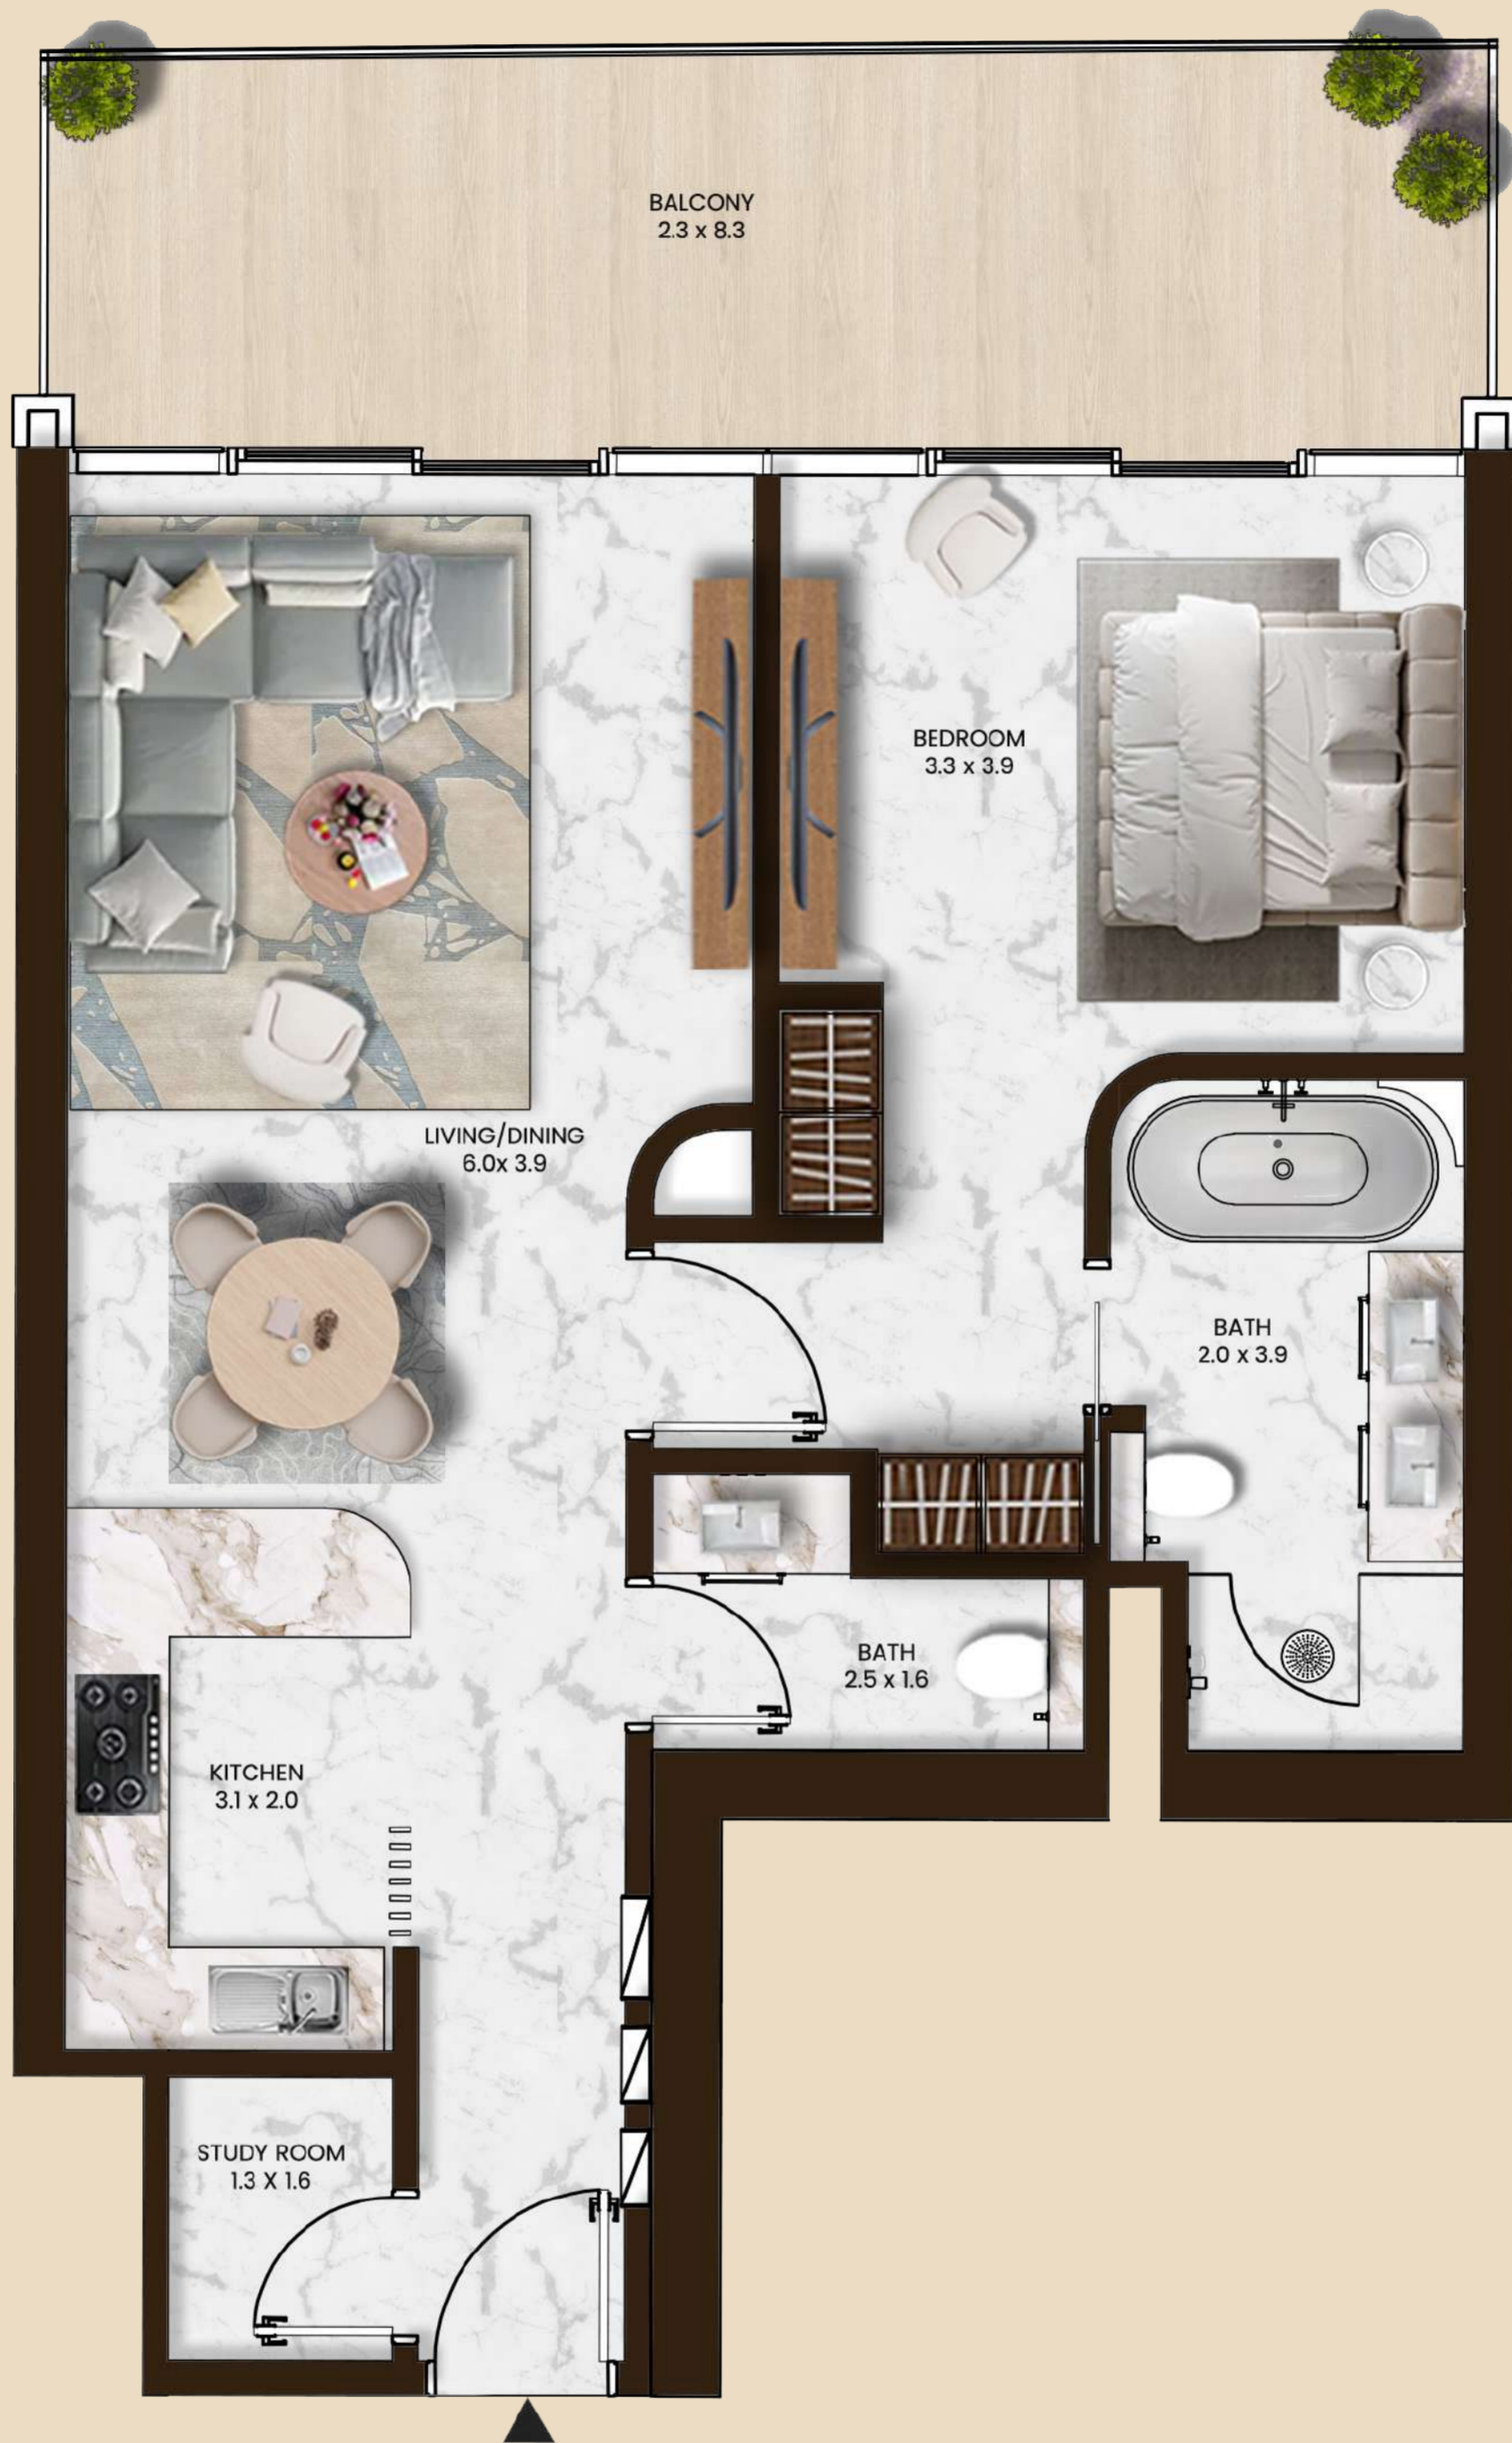 BALCONY
2.3 x 8.3
BEDROOM
3.3 x 3.9
LIVING/DINING
6.0x 3.9
BATH
2.0 x 3.9
BATH
2.5 x 1.6
KITCHEN
3.1 x 2.0
STUDY ROOM
1.3 X 1.6